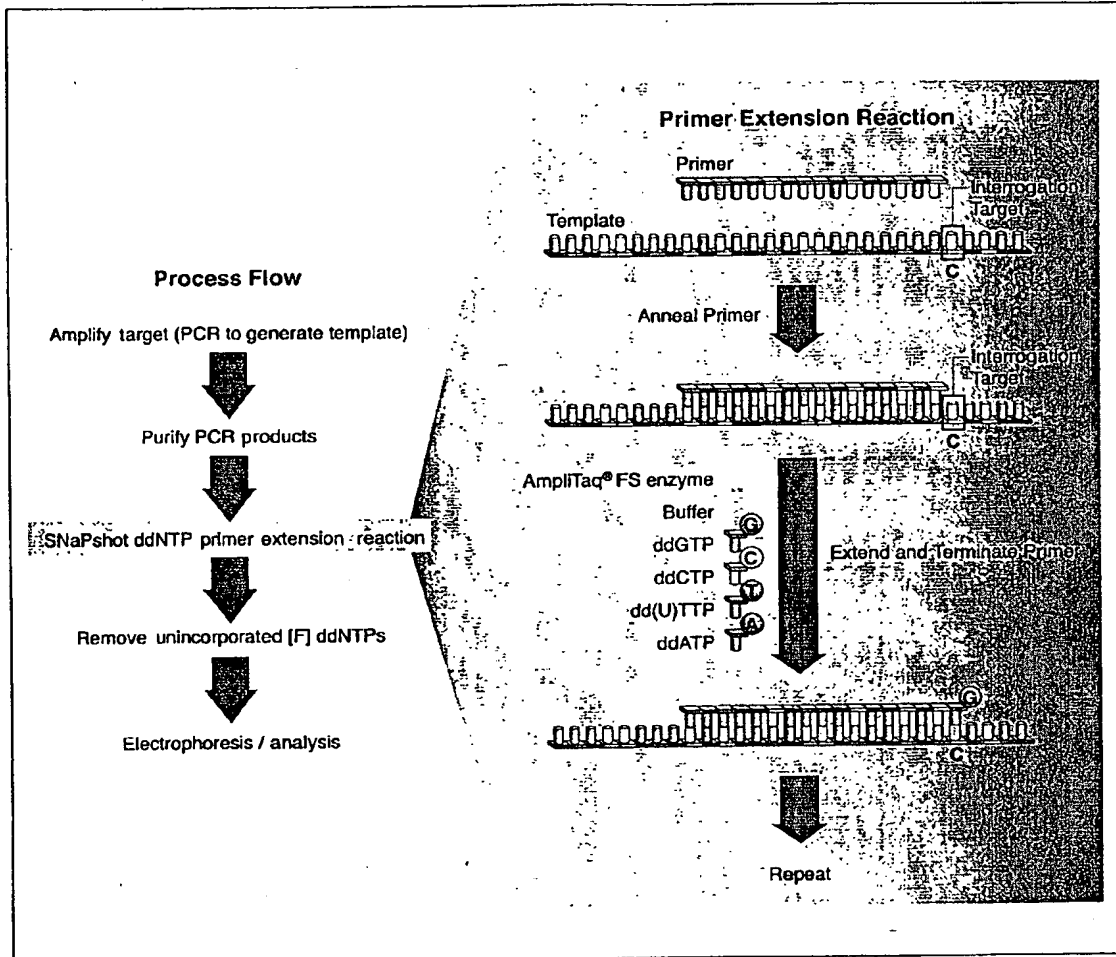 Process Flow
Amplify target (PCR to generate template)
Purify PCR products
SNaPshot ddNTP primer extension reaction
Remove unincorporated [F] ddNTPs
Electrophoresis / analysis
Primer Extension Reaction
Primer
Interrogation
Target
Template
C
Anneal Primer
Interrogation
Target
C
AmpliTaq® FS enzyme
Buffer
G
ddGTP
C
ddCTP
T
dd(U)TTP
A
ddATP
Extend and Terminate Primer
G
C
Repeat